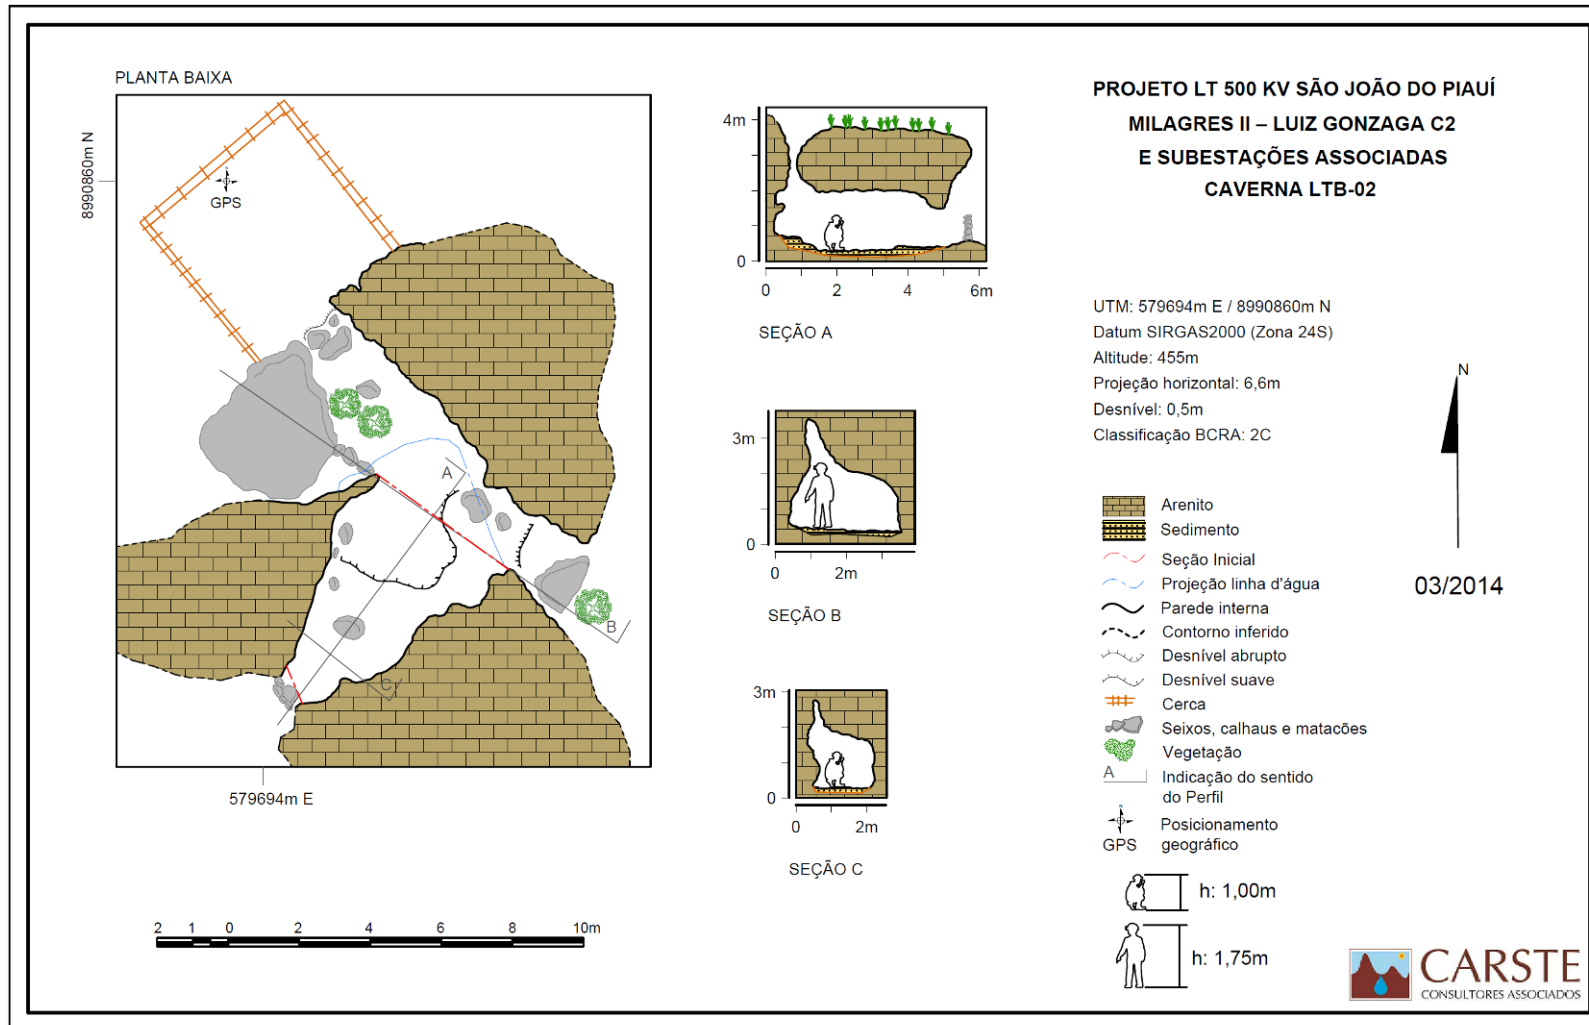 PLANTA BAIXA
8990860m N
GPS
A
B
C
579694m E
2 1 0 2 4 6 8 10m
4m
2
0
0 2 4 6m
SEÇÃO A
3m
0
0 2m
SEÇÃO B
3m
0
0 2m
SEÇÃO C
PROJETO LT 500 KV SÃO JOÃO DO PIAUÍ
MILAGRES II – LUIZ GONZAGA C2
E SUBESTAÇÕES ASSOCIADAS
CAVERNA LTB-02
UTM: 579694m E / 8990860m N
Datum SIRGAS2000 (Zona 24S)
Altitude: 455m
Projeção horizontal: 6,6m
Desnível: 0,5m
Classificação BCRA: 2C
N
03/2014
Arenito
Sedimento
Seção Inicial
Projeção linha d'água
Parede interna
Contorno inferido
Desnível abrupto
Desnível suave
Cerca
Seixos, calhaus e matacões
Vegetação
A Indicação do sentido
do Perfil
Posicionamento
GPS geográfico
h: 1,00m
h: 1,75m
CARSTE
CONSULTORES ASSOCIADOS